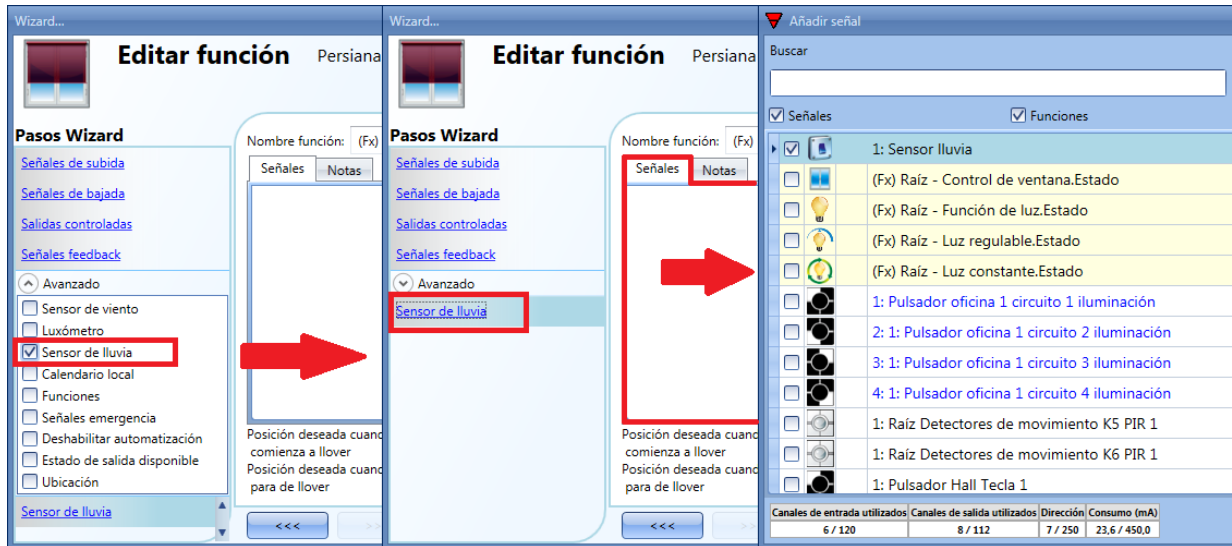 Wizard...
Editar función Persiana
Pasos Wizard
Señales de subida
Señales de bajada
Salidas controladas
Señales feedback
Avanzado
Sensor de viento
Luxómetro
Sensor de lluvia
Calendario local
Funciones
Señales emergencia
Deshabilitar automatización
Estado de salida disponible
Ubicación
Sensor de lluvia
Nombre función: (Fx)
Señales Notas
Posición deseada cuand
comienza a llover
Posición deseada cuand
para de llover
<<< >>
Wizard...
Editar función Persiana
Pasos Wizard
Señales de subida
Señales de bajada
Salidas controladas
Señales feedback
Avanzado
Sensor de lluvia
Nombre función: (Fx)
Señales Notas
Posición deseada cuand
comienza a llover
Posición deseada cuand
para de llover
<<< >>
Añadir señal
Buscar
Señales Funciones
1: Sensor lluvia
(Fx) Raíz - Control de ventana.Estado
(Fx) Raíz - Función de luz.Estado
(Fx) Raíz - Luz regulable.Estado
(Fx) Raíz - Luz constante.Estado
1: Pulsador oficina 1 circuito 1 iluminación
2: 1: Pulsador oficina 1 circuito 2 iluminación
3: 1: Pulsador oficina 1 circuito 3 iluminación
4: 1: Pulsador oficina 1 circuito 4 iluminación
1: Raíz Detectores de movimiento K5 PIR 1
1: Raíz Detectores de movimiento K6 PIR 1
1: Pulsador Hall Tecla 1
Canales de entrada utilizados Canales de salida utilizados Dirección Consumo (mA)
6 / 120 8 / 112 7 / 250 23,6 / 450,0